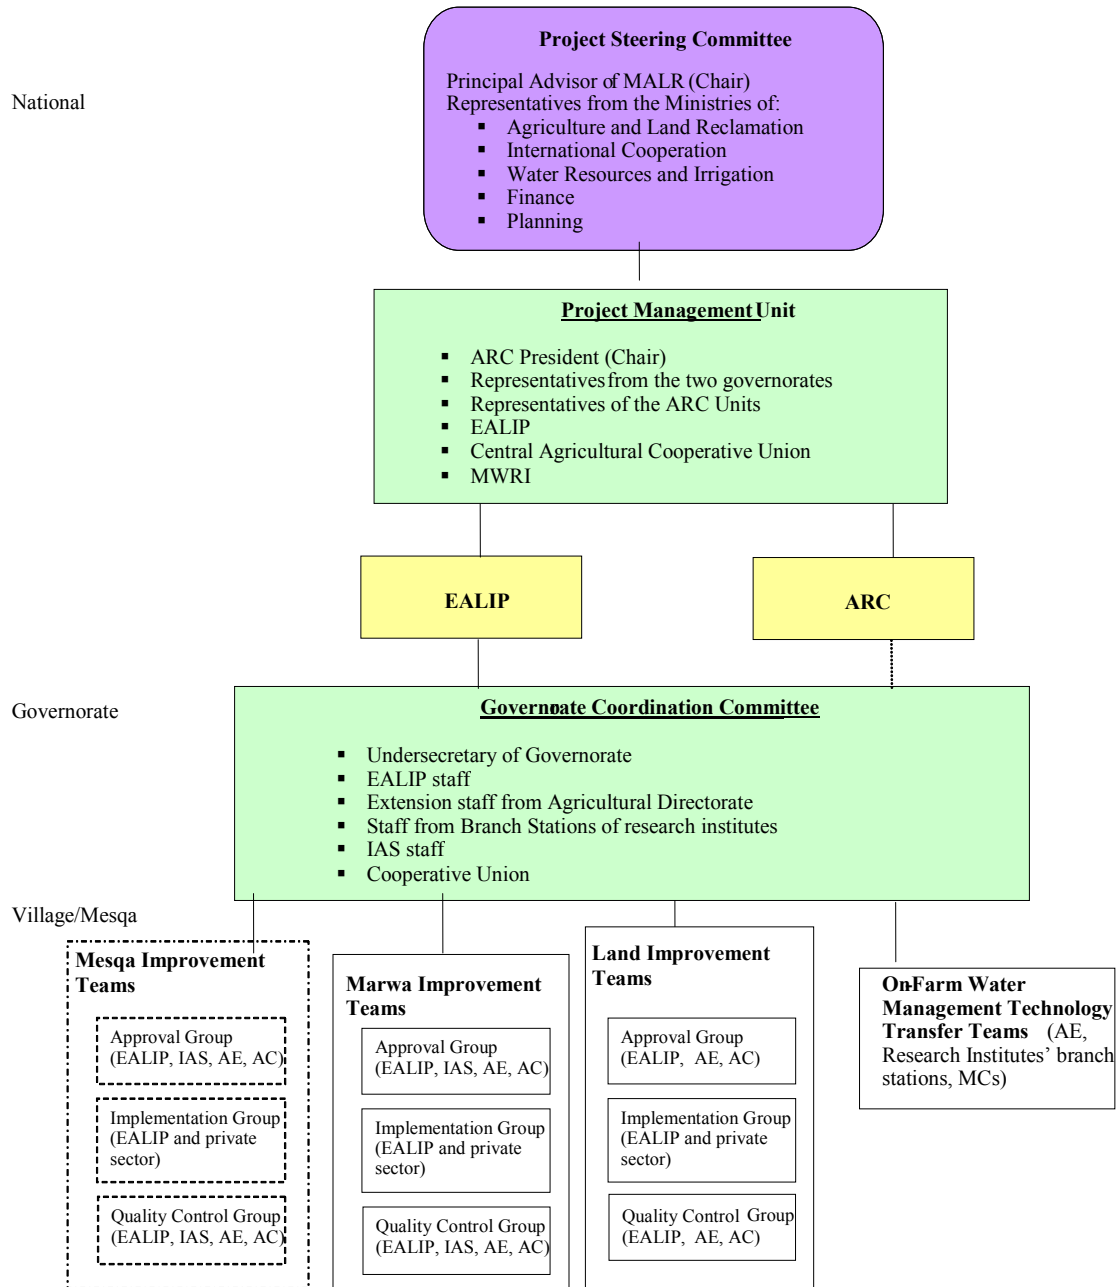 Project Steering Committee
National
Principal Advisor of MALR (Chair)
Representatives from the Ministries of:
▪ Agriculture and Land Reclamation
▪ International Cooperation
▪ Water Resources and Irrigation
▪ Finance
▪ Planning
Project Management Unit
▪ ARC President (Chair)
▪ Representatives from the two governorates
▪ Representatives of the ARC Units
▪ EALIP
▪ Central Agricultural Cooperative Union
▪ MWRI
EALIP
ARC
Governorate
Governorate Coordination Committee
▪ Undersecretary of Governorate
▪ EALIP staff
▪ Extension staff from Agricultural Directorate
▪ Staff from Branch Stations of research institutes
▪ IAS staff
▪ Cooperative Union
Village/Mesqa
Mesqa Improvement
Teams
Approval Group
(EALIP, IAS, AE, AC)
Implementation Group
(EALIP and private
sector)
Quality Control Group
(EALIP, IAS, AE, AC)
Marwa Improvement
Teams
Approval Group
(EALIP, IAS, AE, AC)
Implementation Group
(EALIP and private
sector)
Quality Control Group
(EALIP, IAS, AE, AC)
Land Improvement
Teams
Approval Group
(EALIP, AE, AC)
Implementation Group
(EALIP and private
sector)
Quality Control Group
(EALIP, AE, AC)
On-Farm Water
Management Technology
Transfer Teams (AE,
Research Institutes' branch
stations, MCs)